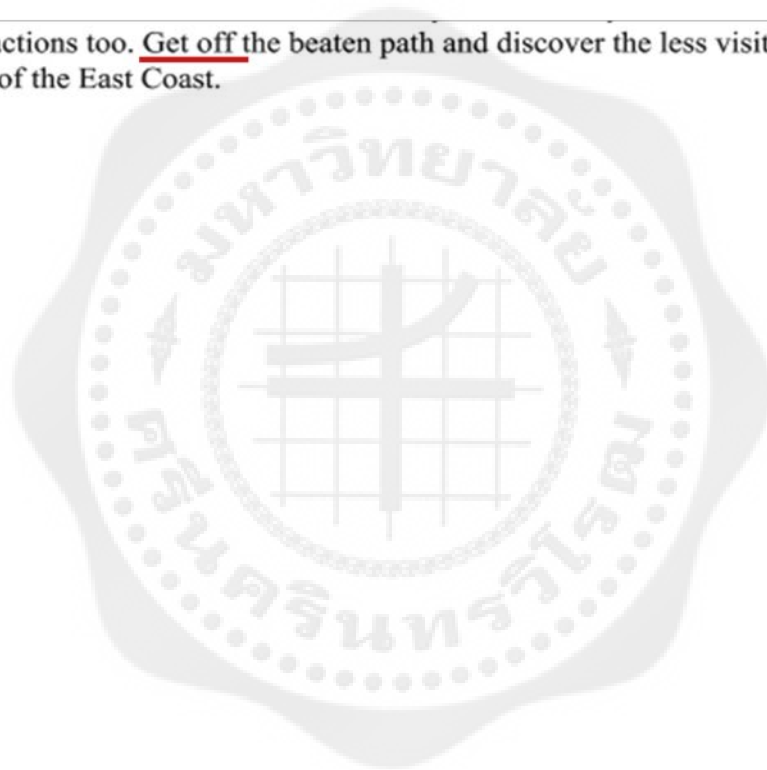 ctions too. Get off the beaten path and discover the less visit
of the East Coast.
มหาวิทยาลัย
ศรีนครินทรวิโรฒ